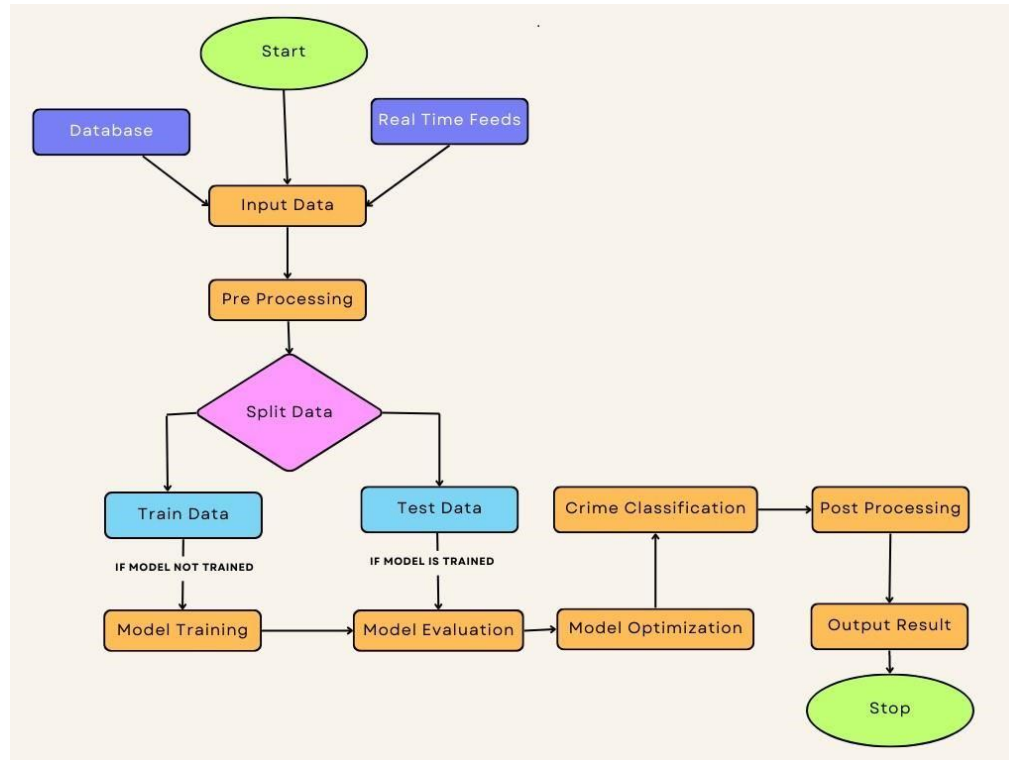 Start
Database
Real Time Feeds
Input Data
Pre Processing
Split Data
Train Data
Test Data
Crime Classification
Post Processing
IF MODEL NOT TRAINED
IF MODEL IS TRAINED
Model Training
Model Evaluation
Model Optimization
Output Result
Stop